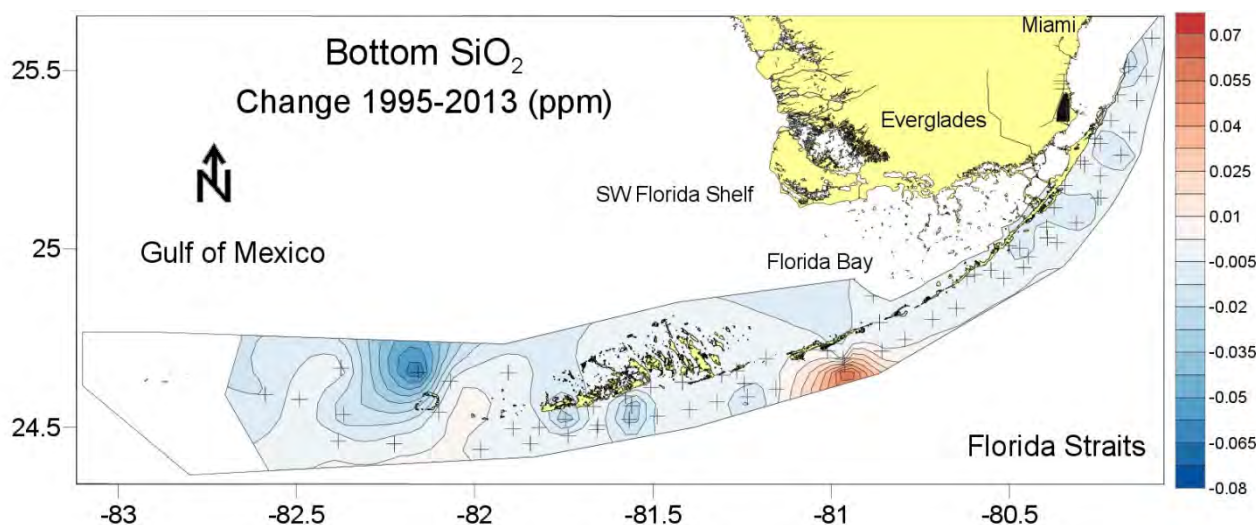 Bottom SiO₂
Change 1995-2013 (ppm)
N
Gulf of Mexico
Miami
Everglades
SW Florida Shelf
Florida Bay
Florida Straits
25.5
25
24.5
-83
-82.5
-82
-81.5
-81
-80.5
0.07
0.055
0.04
0.025
0.01
-0.005
-0.02
-0.035
-0.05
-0.065
-0.08